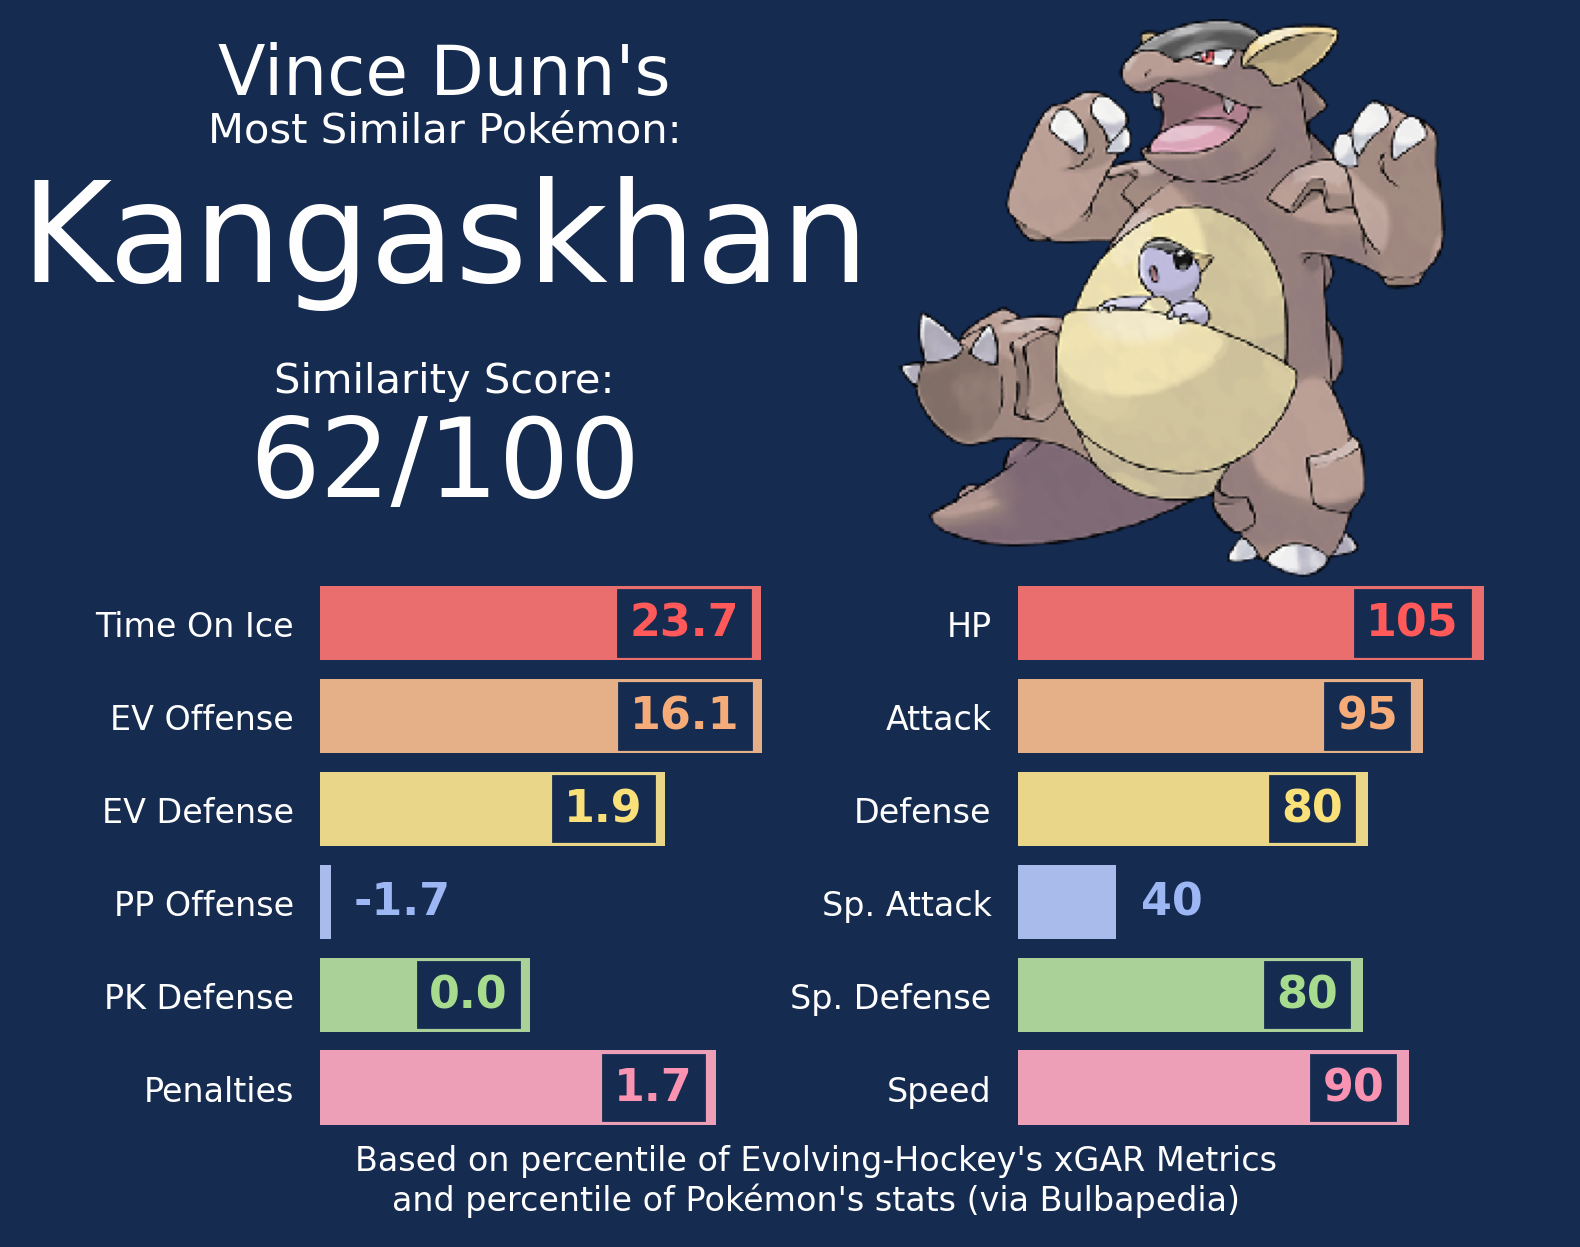 Vince Dunn's
Most Similar Pokémon:
Kangaskhan
Similarity Score:
62/100
Time On Ice 23.7
EV Offense 16.1
EV Defense 1.9
PP Offense -1.7
PK Defense 0.0
Penalties 1.7
HP 105
Attack 95
Defense 80
Sp. Attack 40
Sp. Defense 80
Speed 90
Based on percentile of Evolving-Hockey's xGAR Metrics
and percentile of Pokémon's stats (via Bulbapedia)